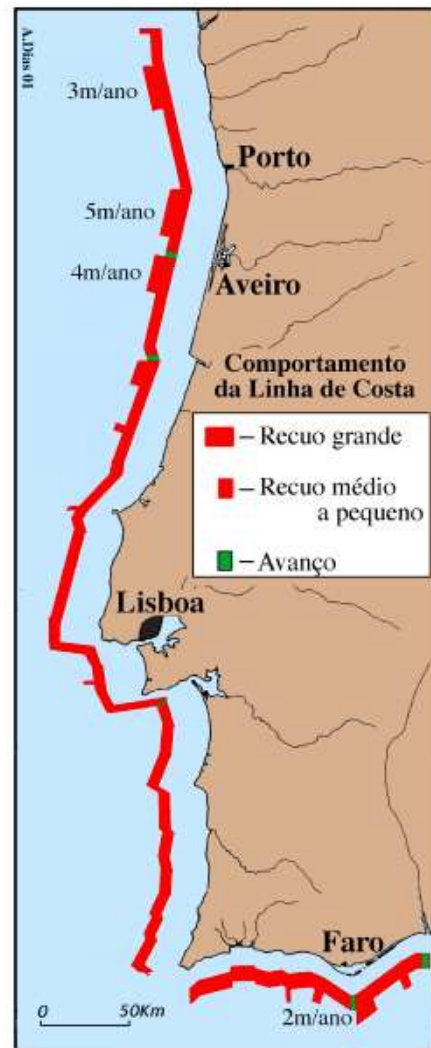 A.Dias 01
3m/ano
Porto
5m/ano
4m/ano
Aveiro
Comportamento
da Linha de Costa
– Recuo grande
– Recuo médio
a pequeno
– Avanço
Lisboa
Faro
0 50Km
2m/ano